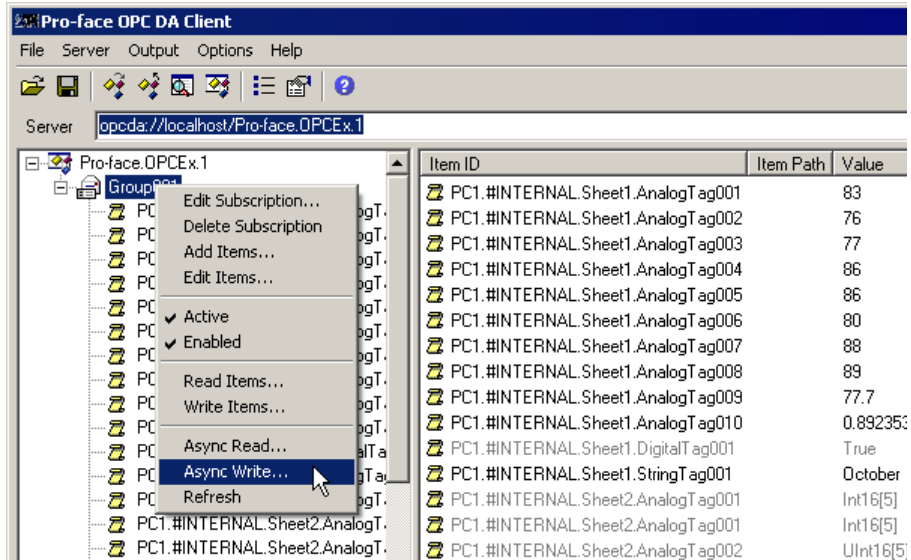 Pro-face OPC DA Client
File Server Output Options Help
Server opcda://localhost/Pro-face.OPCEx.1
Pro-face.OPCEx.1
Group001
Edit Subscription...
Delete Subscription
Add Items...
Edit Items...
Active
Enabled
Read Items...
Write Items...
Async Read...
Async Write...
Refresh
PC1.#INTERNAL.Sheet2.AnalogT
PC1.#INTERNAL.Sheet2.AnalogT
Item ID Item Path Value
PC1.#INTERNAL.Sheet1.AnalogTag001 83
PC1.#INTERNAL.Sheet1.AnalogTag002 76
PC1.#INTERNAL.Sheet1.AnalogTag003 77
PC1.#INTERNAL.Sheet1.AnalogTag004 86
PC1.#INTERNAL.Sheet1.AnalogTag005 86
PC1.#INTERNAL.Sheet1.AnalogTag006 80
PC1.#INTERNAL.Sheet1.AnalogTag007 88
PC1.#INTERNAL.Sheet1.AnalogTag008 89
PC1.#INTERNAL.Sheet1.AnalogTag009 77.7
PC1.#INTERNAL.Sheet1.AnalogTag010 0.892353
PC1.#INTERNAL.Sheet1.DigitalTag001 True
PC1.#INTERNAL.Sheet1.StringTag001 October
PC1.#INTERNAL.Sheet2.AnalogTag001 Int16[5]
PC1.#INTERNAL.Sheet2.AnalogTag001 Int16[5]
PC1.#INTERNAL.Sheet2.AnalogTag002 UInt16[5]